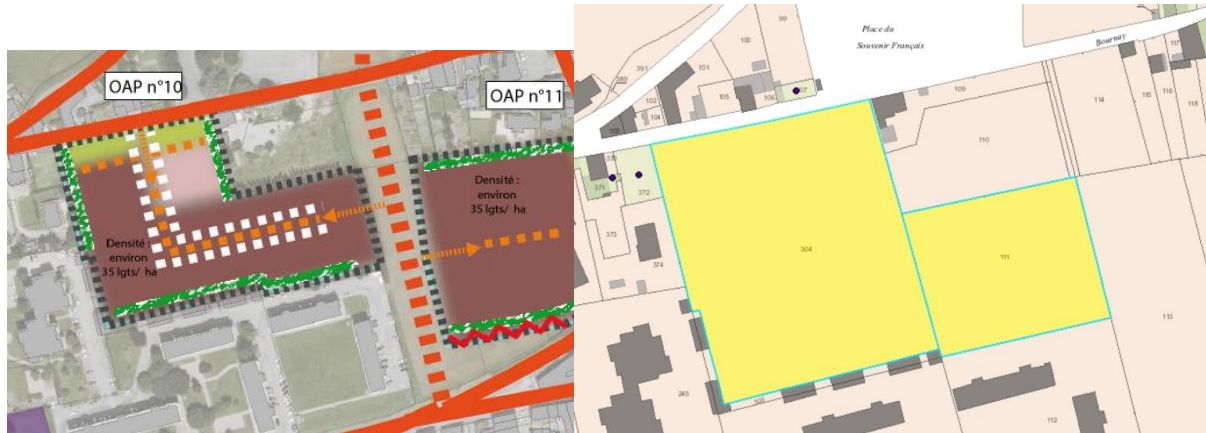 OAP n°10
OAP n°11
Densité :
environ
35 lgts/ ha
Densité :
environ
35 lgts/ ha
Place du
Souvenir Français
Bournay
99
100
101
391
389
102
104
105
106
109
110
114
115
116
117
118
371
372
373
374
304
111
113
245
103
112